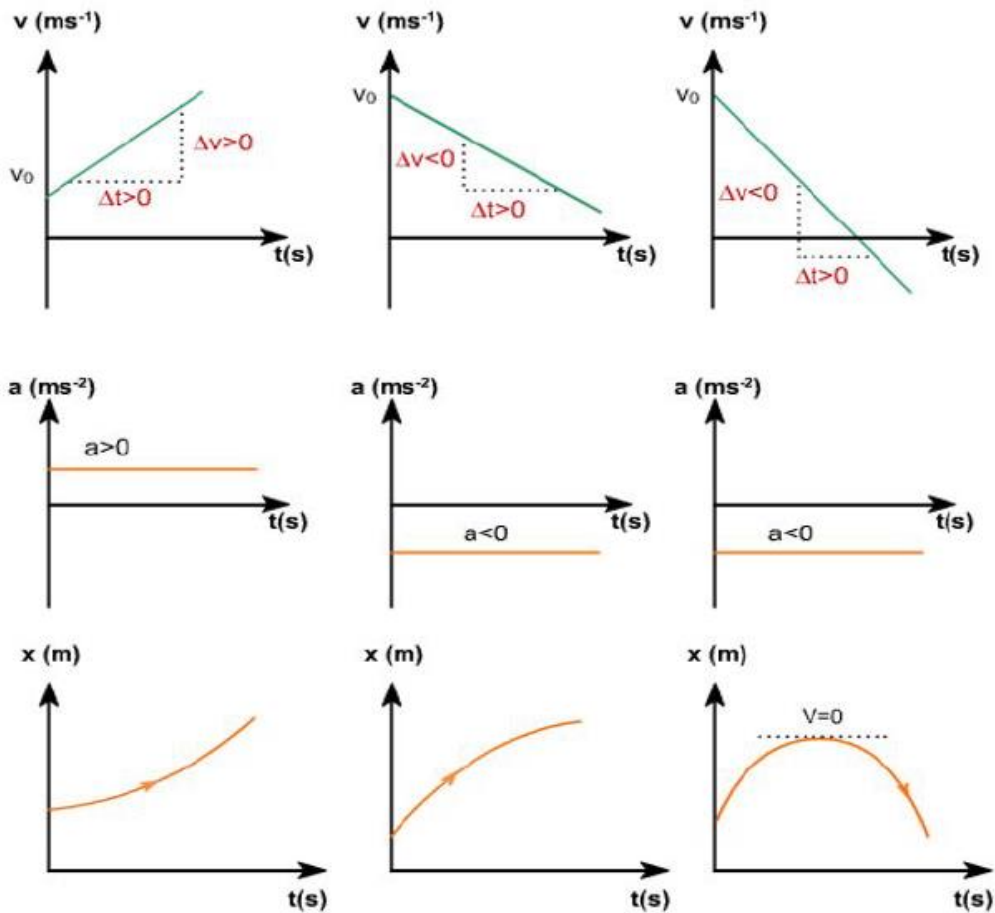 v (ms⁻¹)
v₀
Δv>0
Δt>0
t(s)
v (ms⁻¹)
v₀
Δv<0
Δt>0
t(s)
v (ms⁻¹)
v₀
Δv<0
Δt>0
t(s)
a (ms⁻²)
a>0
t(s)
a (ms⁻²)
a<0
t(s)
a (ms⁻²)
a<0
t(s)
x (m)
t(s)
x (m)
t(s)
x (m)
V=0
t(s)